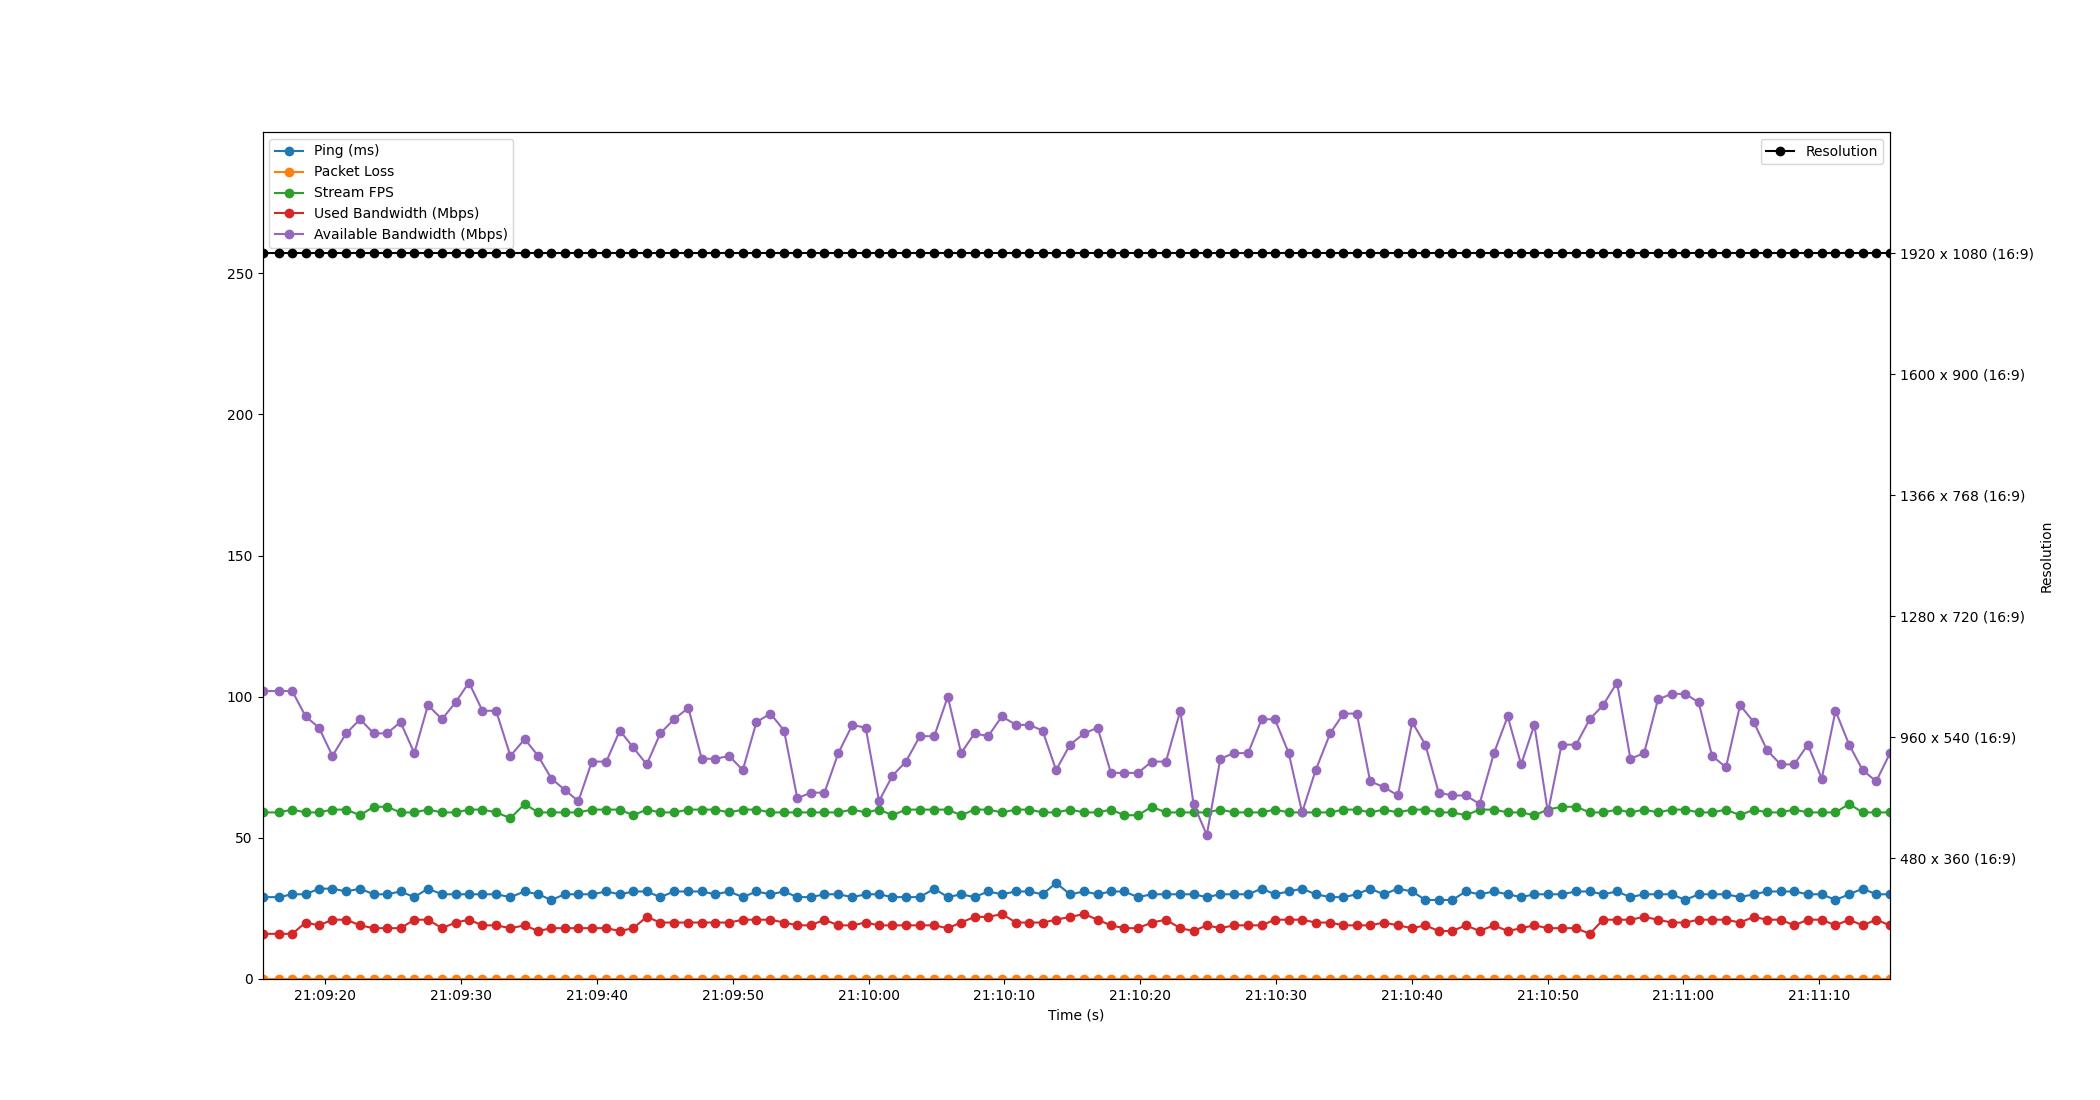 Ping (ms)
Packet Loss
Stream FPS
Used Bandwidth (Mbps)
Available Bandwidth (Mbps)
Resolution
250
200
150
100
50
0
1920 x 1080 (16:9)
1600 x 900 (16:9)
1366 x 768 (16:9)
1280 x 720 (16:9)
960 x 540 (16:9)
480 x 360 (16:9)
Resolution
21:09:20 21:09:30 21:09:40 21:09:50 21:10:00 21:10:10 21:10:20 21:10:30 21:10:40 21:10:50 21:11:00 21:11:10
Time (s)